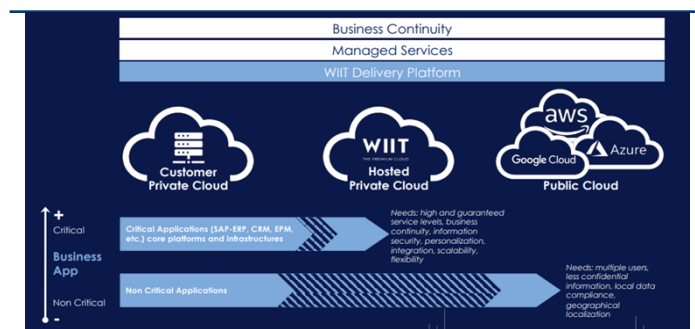 Business Continuity
Managed Services
WIIT Delivery Platform
Customer
Private Cloud
WIIT
THE PREMIUM CLOUD
Hosted
Private Cloud
aws
Google Cloud
Azure
Public Cloud
+
Critical
Business
App
Non Critical
-
Critical Applications (SAP-ERP, CRM, EPM,
etc.) core platforms and infrastructures
Needs: high and guaranteed
service levels, business
continuity, information
security, personalization,
integration, scalability,
flexibility
Non Critical Applications
Needs: multiple users,
less confidential
information, local data
compliance,
geographical
localization